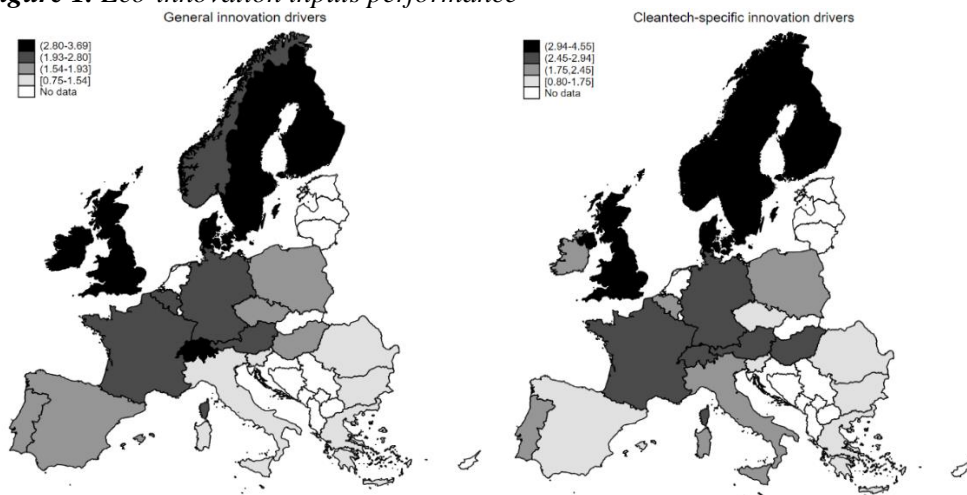 Figure 1. Eco-innovation inputs performance
General innovation drivers
(2.80-3.69]
(1.93-2.80]
(1.54-1.93]
[0.75-1.54]
No data
Cleantech-specific innovation drivers
(2.94-4.55]
(2.45-2.94]
(1.75,2.45]
[0.80-1.75]
No data